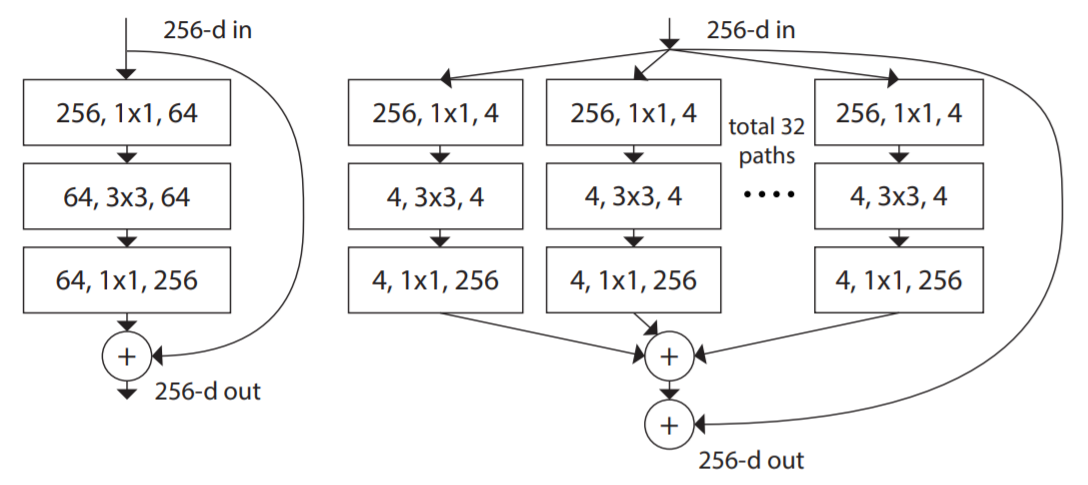 256-d in
256, 1x1, 64
64, 3x3, 64
64, 1x1, 256
+
256-d out
256-d in
256, 1x1, 4
256, 1x1, 4
total 32
paths
256, 1x1, 4
4, 3x3, 4
4, 3x3, 4
....
4, 3x3, 4
4, 1x1, 256
4, 1x1, 256
4, 1x1, 256
+
+
256-d out